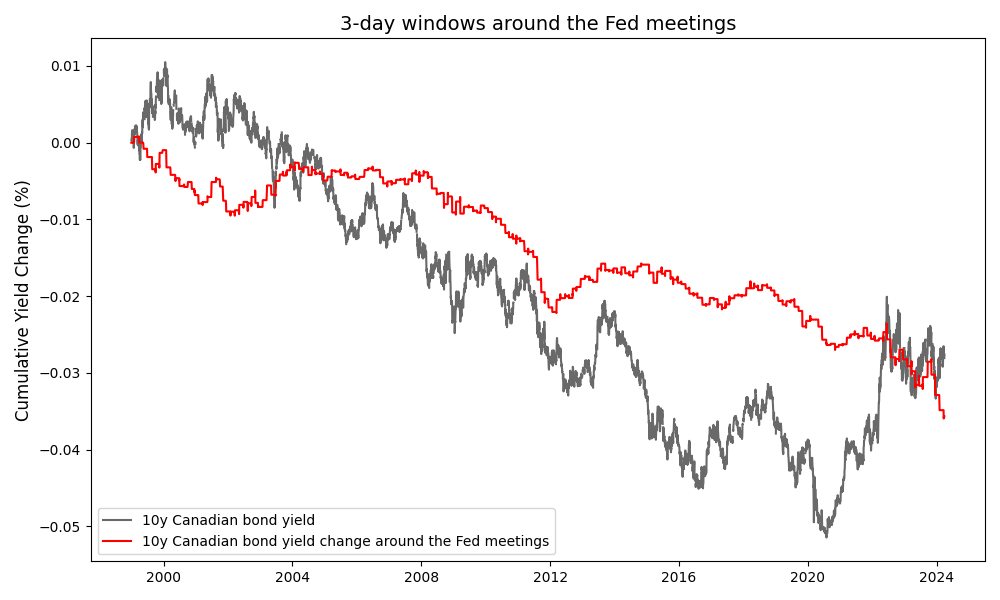 3-day windows around the Fed meetings
Cumulative Yield Change (%)
0.01
0.00
−0.01
−0.02
−0.03
−0.04
−0.05
10y Canadian bond yield
10y Canadian bond yield change around the Fed meetings
2000 2004 2008 2012 2016 2020 2024